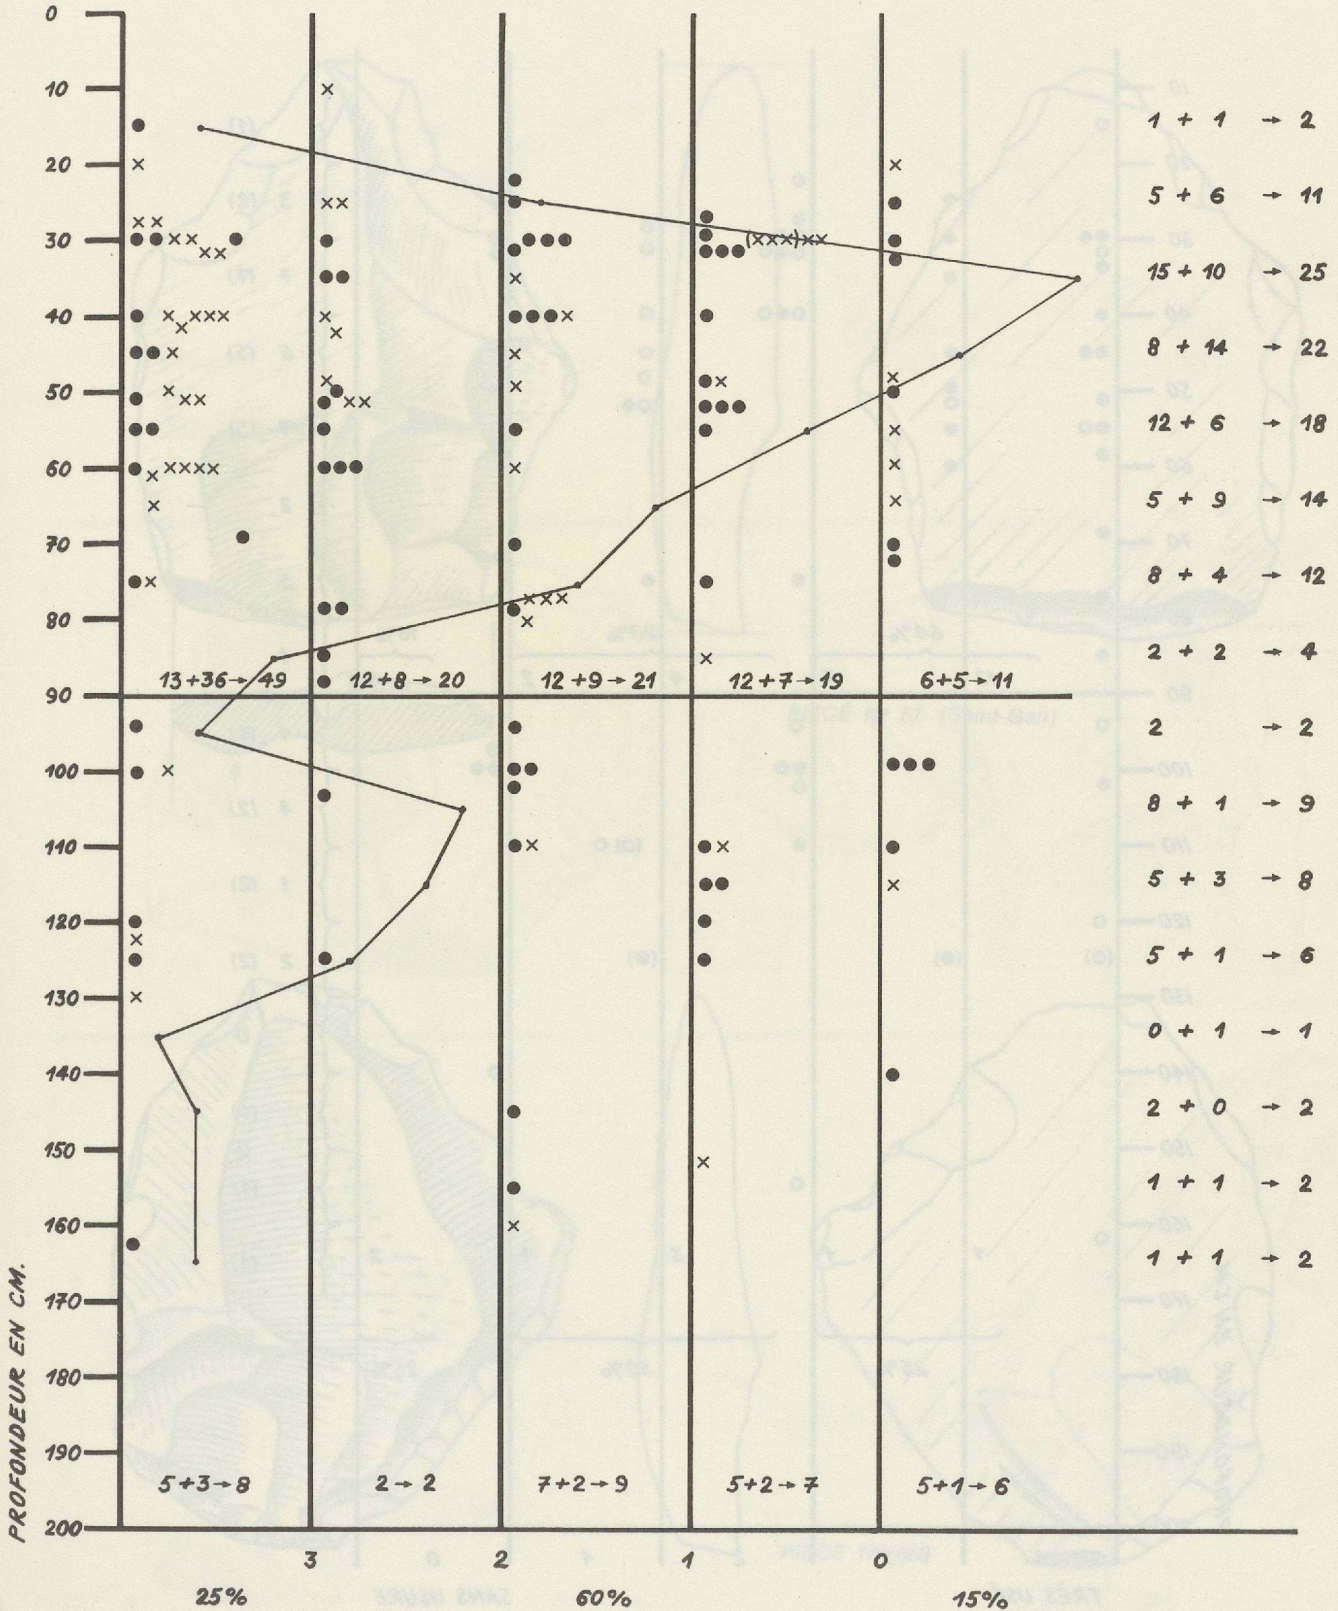 0
10
1 + 1 → 2
20
5 + 6 → 11
30
15 + 10 → 25
40
8 + 14 → 22
50
12 + 6 → 18
60
5 + 9 → 14
70
8 + 4 → 12
80
2 + 2 → 4
13+36→49 12+8→20 12+9→21 12+7→19 6+5→11
90
2 → 2
100
8 + 1 → 9
110
5 + 3 → 8
120
5 + 1 → 6
130
0 + 1 → 1
140
2 + 0 → 2
150
1 + 1 → 2
160
1 + 1 → 2
170
180
190
5+3→8 2→2 7+2→9 5+2→7 5+1→6
200
PROFONDEUR EN CM.
3 2 1 0
25% 60% 15%